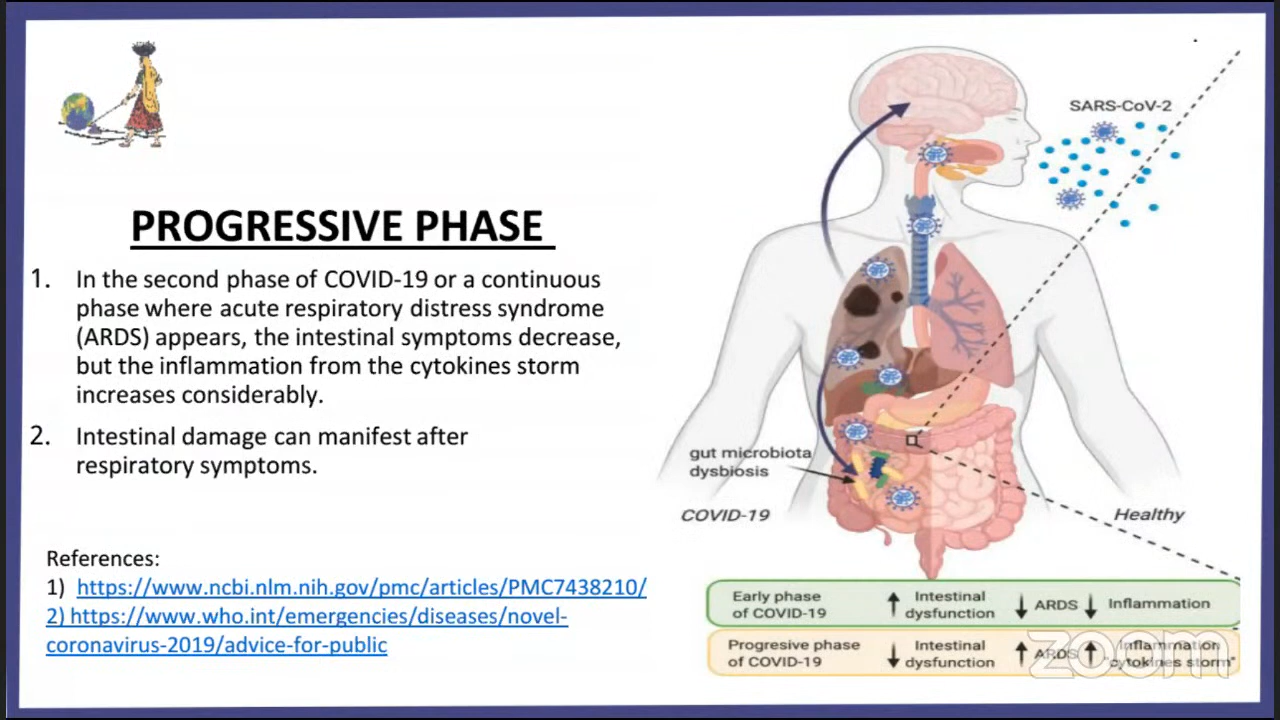 PROGRESSIVE PHASE
1. In the second phase of COVID-19 or a continuous
phase where acute respiratory distress syndrome
(ARDS) appears, the intestinal symptoms decrease,
but the inflammation from the cytokines storm
increases considerably.
2. Intestinal damage can manifest after
respiratory symptoms.
References:
1) https://www.ncbi.nlm.nih.gov/pmc/articles/PMC7438210/
2) https://www.who.int/emergencies/diseases/novel-
coronavirus-2019/advice-for-public
SARS-CoV-2
gut microbiota
dysbiosis
COVID-19
Healthy
Early phase
of COVID-19
Intestinal
dysfunction
ARDS
Inflammation
Progresive phase
of COVID-19
Intestinal
dysfunction
ARDS
Inflammation
"cytokines storm"
zoom